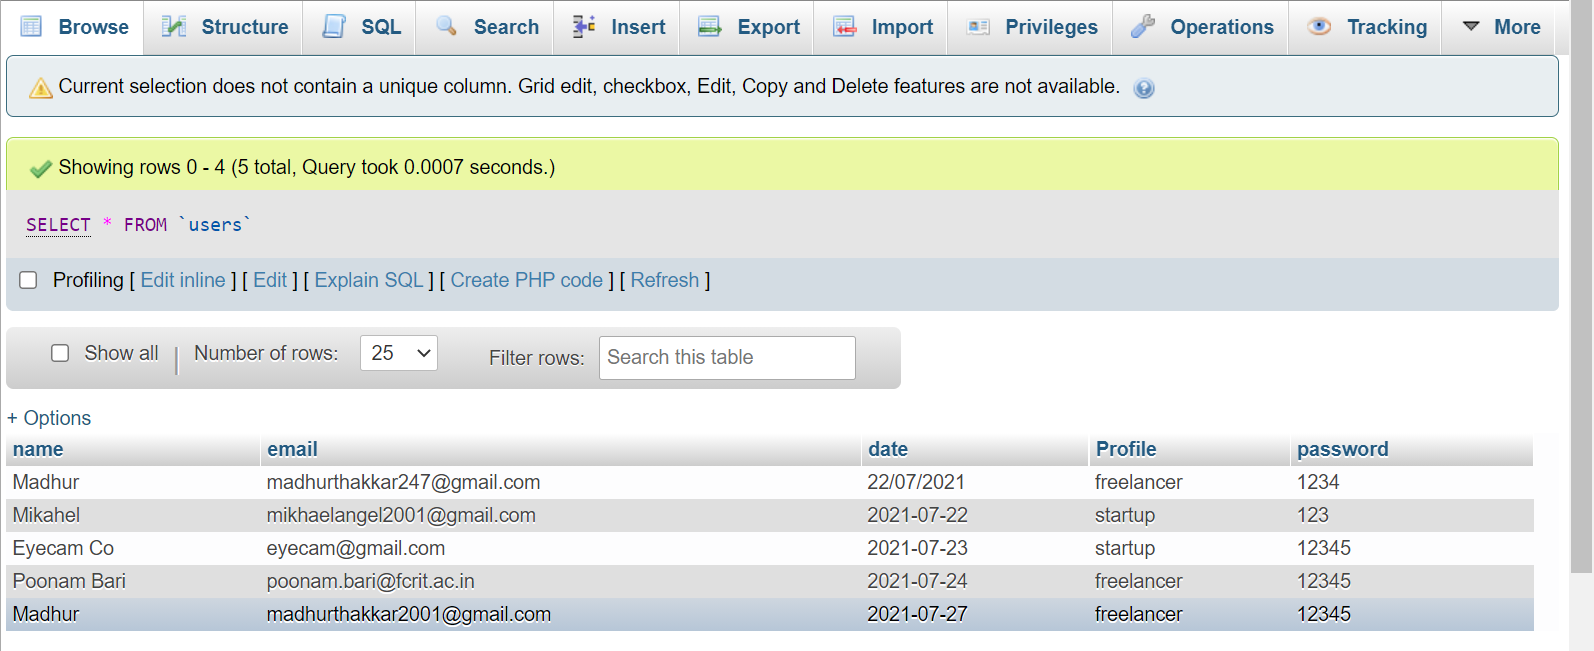 Browse Structure SQL Search Insert Export Import Privileges Operations Tracking More
Current selection does not contain a unique column. Grid edit, checkbox, Edit, Copy and Delete features are not available.
Showing rows 0 - 4 (5 total, Query took 0.0007 seconds.)
SELECT * FROM `users`
Profiling [ Edit inline ] [ Edit ] [ Explain SQL ] [ Create PHP code ] [ Refresh ]
Show all Number of rows: 25 Filter rows: Search this table
+ Options
name email date Profile password
Madhur madhurthakkar247@gmail.com 22/07/2021 freelancer 1234
Mikahel mikhaelangel2001@gmail.com 2021-07-22 startup 123
Eyecam Co eyecam@gmail.com 2021-07-23 startup 12345
Poonam Bari poonam.bari@fcrit.ac.in 2021-07-24 freelancer 12345
Madhur madhurthakkar2001@gmail.com 2021-07-27 freelancer 12345